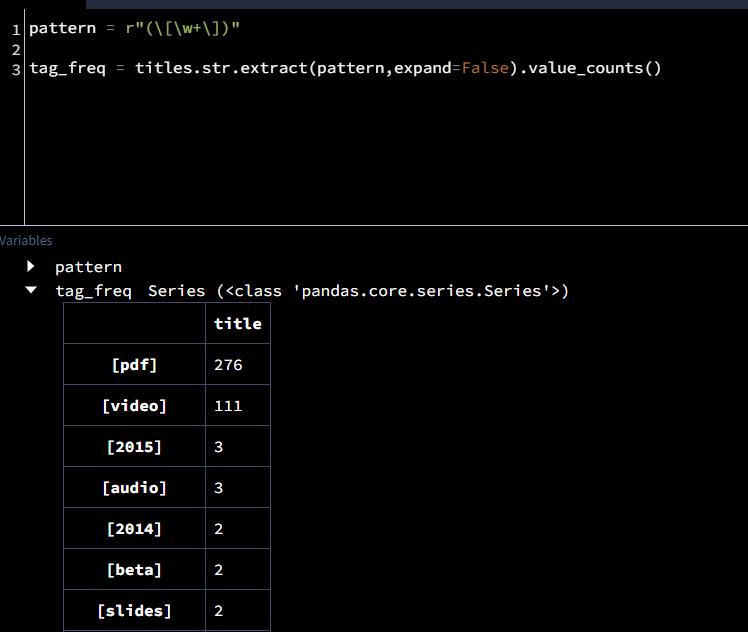 1 pattern = r"(\[\w+\])"
2
3 tag_freq = titles.str.extract(pattern,expand=False).value_counts()
Variables
pattern
tag_freq Series (<class 'pandas.core.series.Series'>)
title
[pdf] 276
[video] 111
[2015] 3
[audio] 3
[2014] 2
[beta] 2
[slides] 2